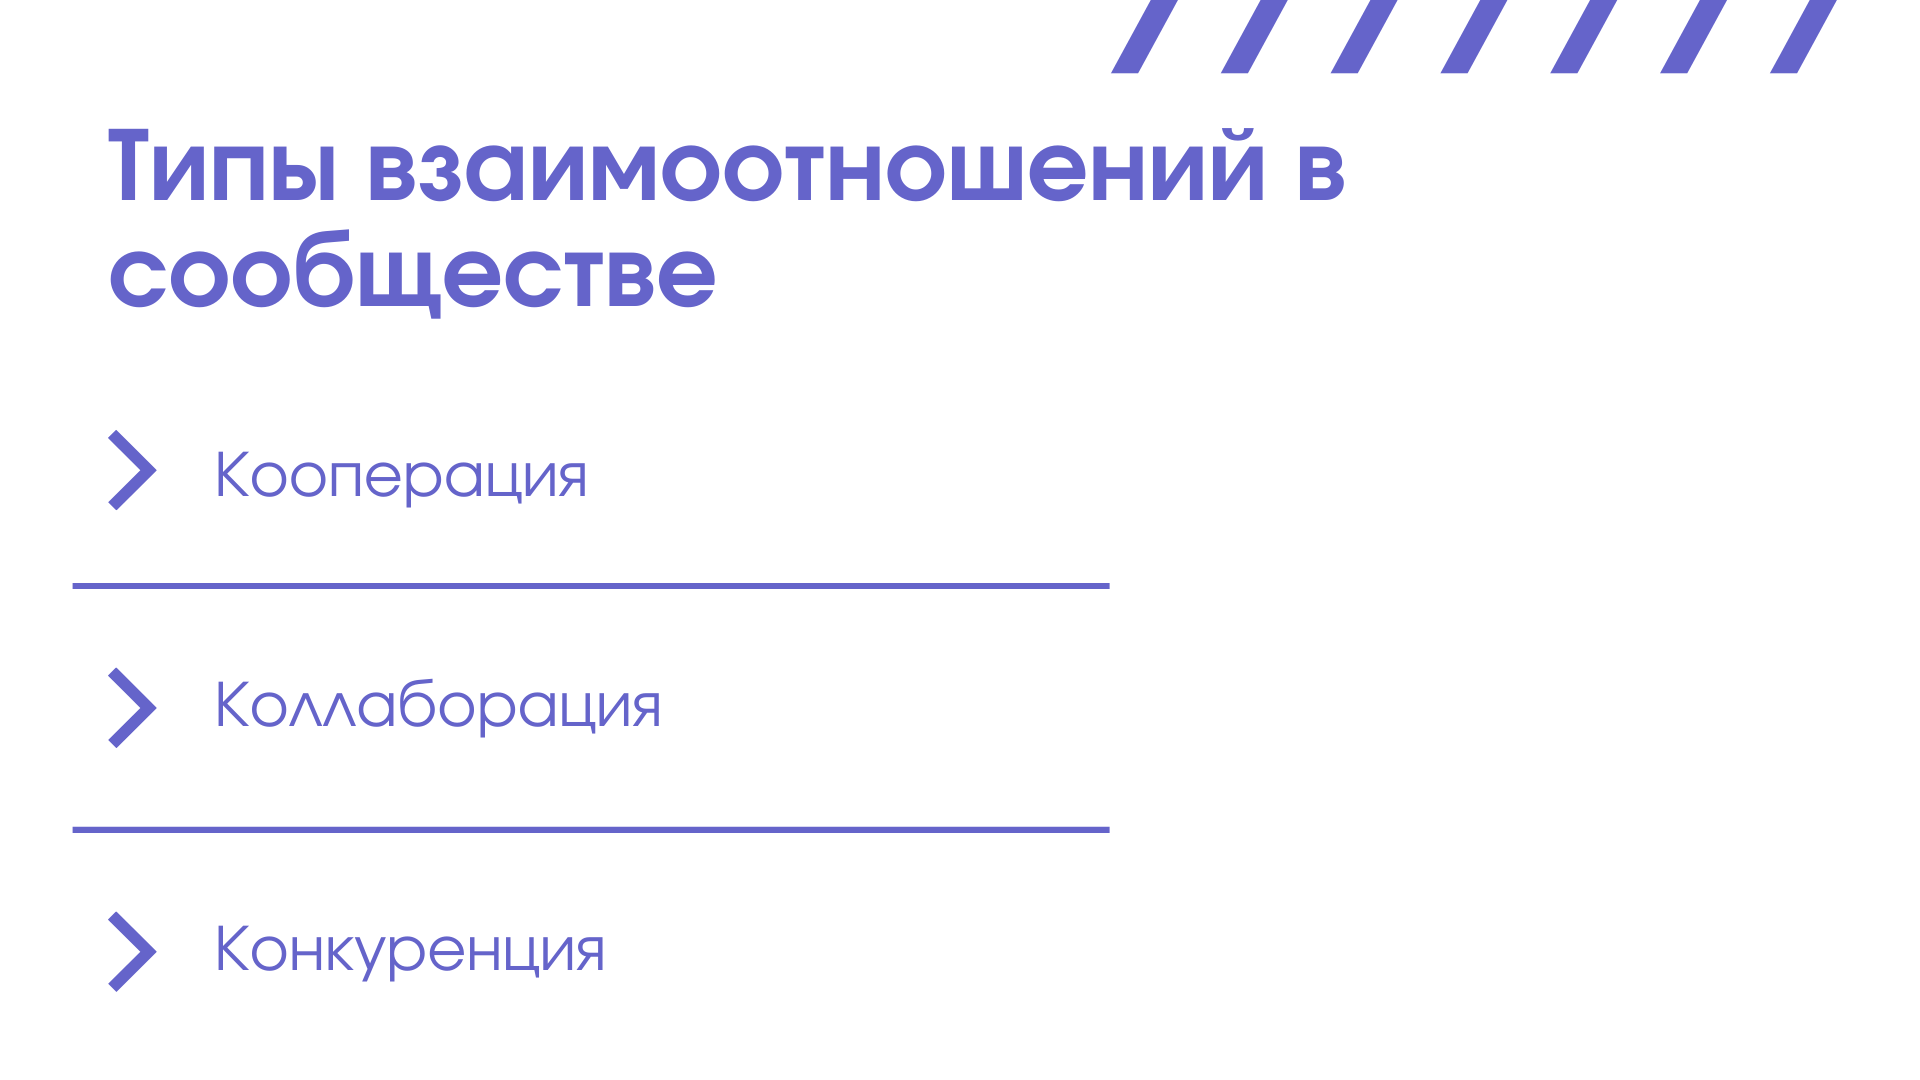 Типы взаимоотношений в
сообществе
Кооперация
Коллаборация
Конкуренция